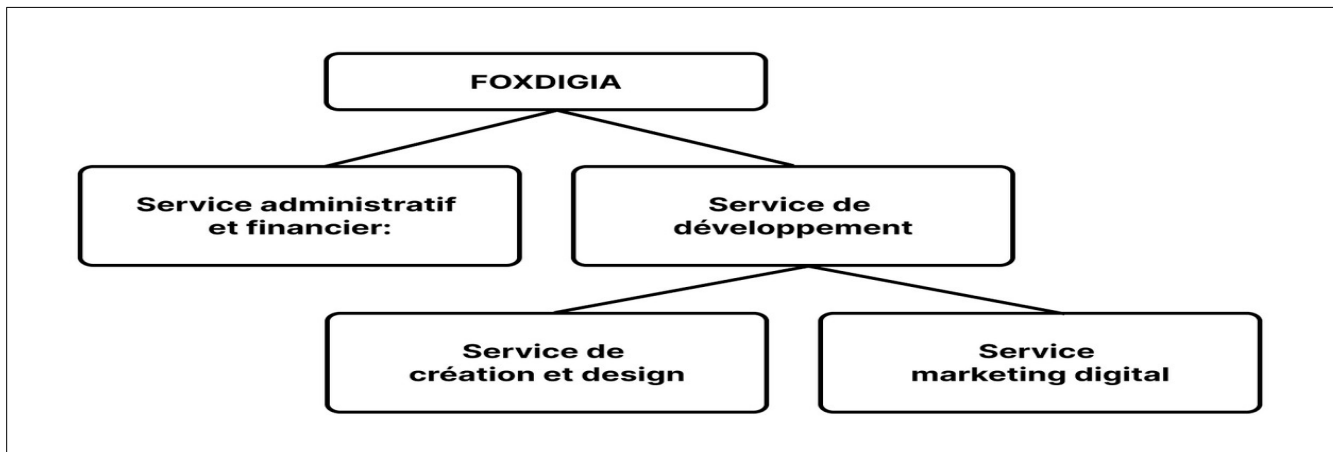 FOXDIGIA
Service administratif
et financier:
Service de
développement
Service de
création et design
Service
marketing digital